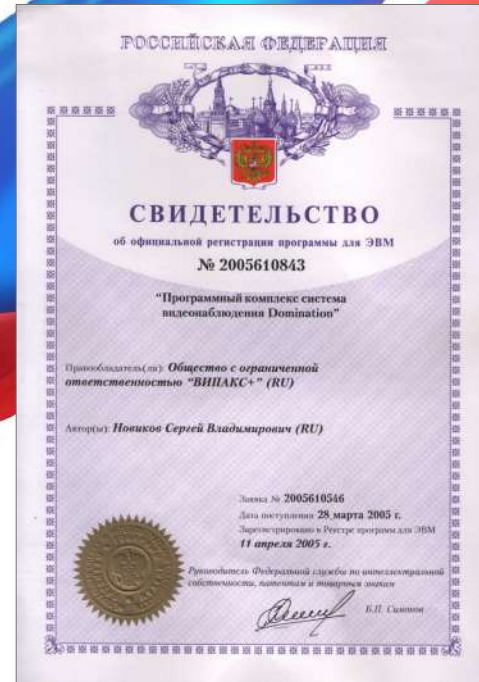 РОССИЙСКАЯ ФЕДЕРАЦИЯ
СВИДЕТЕЛЬСТВО
об официальной регистрации программы для ЭВМ
№ 2005610843
“Программный комплекс система
видеонаблюдения Domination”
Правообладатель(ли): Общество с ограниченной
ответственностью “ВИПАКС+” (RU)
Автор(ы): Новиков Сергей Владимирович (RU)
Заявка № 2005610546
Дата поступления 28 марта 2005 г.
Зарегистрировано в Реестре программ для ЭВМ
11 апреля 2005 г.
Руководитель Федеральной службы по интеллектуальной
собственности, патентам и товарным знакам
Б.П. Симонов